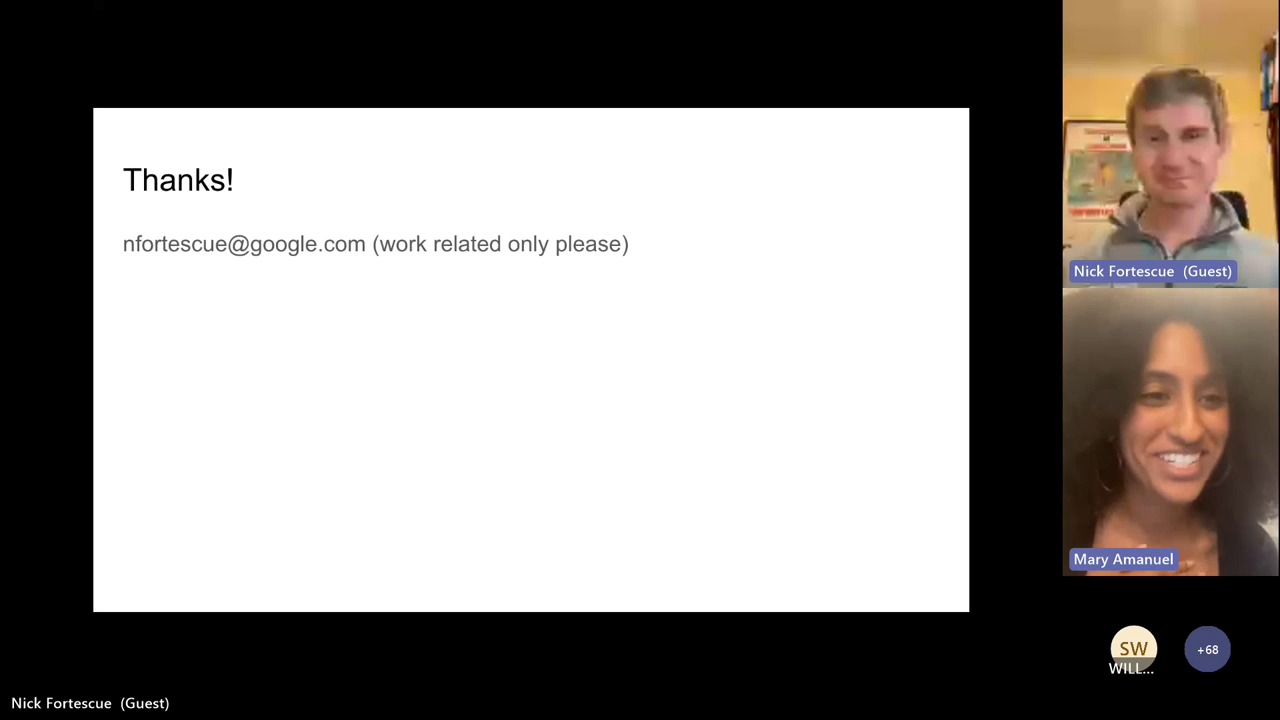 Thanks!
nfortescue@google.com (work related only please)
Nick Fortescue (Guest)
Mary Amanuel
SW
WILL...
+68
Nick Fortescue (Guest)